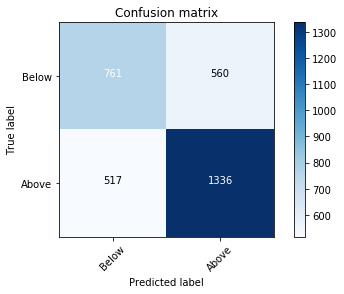 Confusion matrix
Below
761
560
Above
517
1336
True label
Below
Above
Predicted label
1300
1200
1100
1000
900
800
700
600